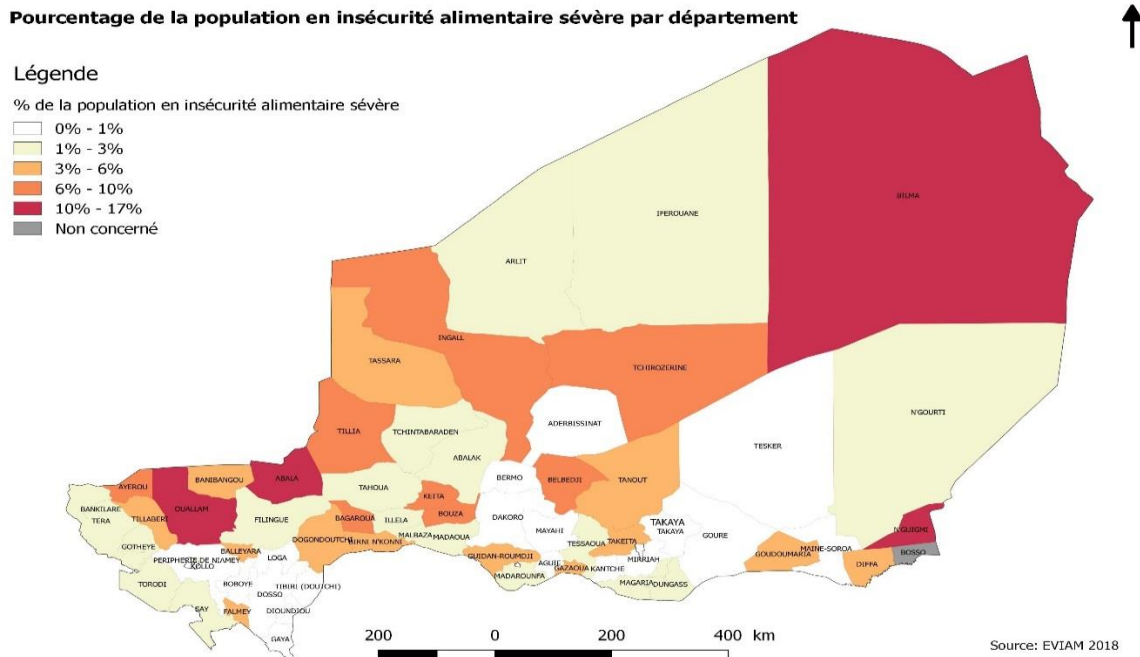 Pourcentage de la population en insécurité alimentaire sévère par département
Légende
% de la population en insécurité alimentaire sévère
0% - 1%
1% - 3%
3% - 6%
6% - 10%
10% - 17%
Non concerné
BILMA
IFEROUANE
ARLIT
INGALL
TASSARA
TCHIROZERINE
N'GOURTI
TILLIA
TCHINTABARADEN
ADERBISSINAT
TESKER
ABALAK
BANIBANGOU
ABALA
BERMO
BELBEDJI
TANOUT
AYEROU
TAHOUA
KEITA
OUALLAM
BANKILARE
TERA
TILLABERI
FILINGUE
BAGAROUA
ILLELA
BOUZA
DAKORO
MAYAHI
TAKAYA
TAKAYA
GOURE
N'GUIGMI
DOGONDOUTCHI
BIRNI N'KONNI
MALBAZA
MADAOUA
GOTHEYE
BALLEYARA
LOGA
GUIDAN-ROUMDJI
TESSAOUA
TAKEITA
MIRRIAH
GOUDOUMARIA
MAINE-SOROA
BOSSO
DIFFA
PERIPHERIE DE NIAMEY
KOLLO
AGUIE
GAZAOUA
KANTCHE
MADAROUNFA
MAGARIA
DUNGASS
TORODI
BOROYE
TIBIRI (DOUTCHI)
DOSSO
SAY
FALMEY
DIOUNDIOU
GAYA
200 0 200 400 km
Source: EVIAM 2018